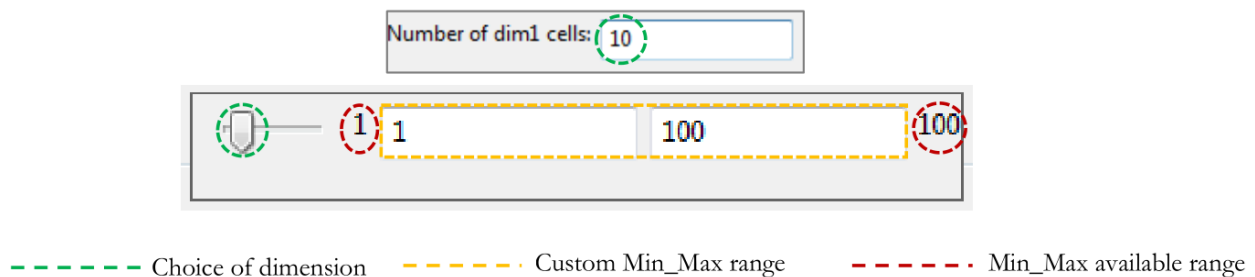 Number of dim1 cells: 10
1 1 100 100
Choice of dimension Custom Min_Max range Min_Max available range